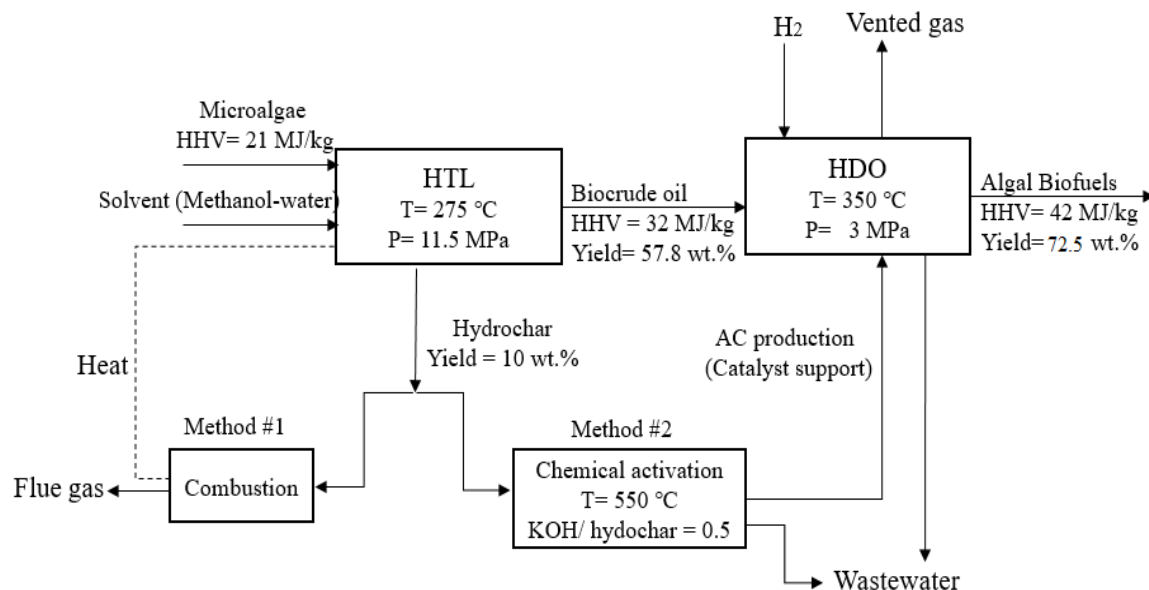 H2
Vented gas
Microalgae
HHV= 21 MJ/kg
Solvent (Methanol-water)
HTL
T= 275 °C
P= 11.5 MPa
Biocrude oil
HHV = 32 MJ/kg
Yield= 57.8 wt.%
HDO
T= 350 °C
P= 3 MPa
Algal Biofuels
HHV= 42 MJ/kg
Yield= 72.5 wt.%
Hydrochar
Yield = 10 wt.%
AC production
(Catalyst support)
Heat
Method #1
Combustion
Flue gas
Method #2
Chemical activation
T= 550 °C
KOH/ hydochar = 0.5
Wastewater